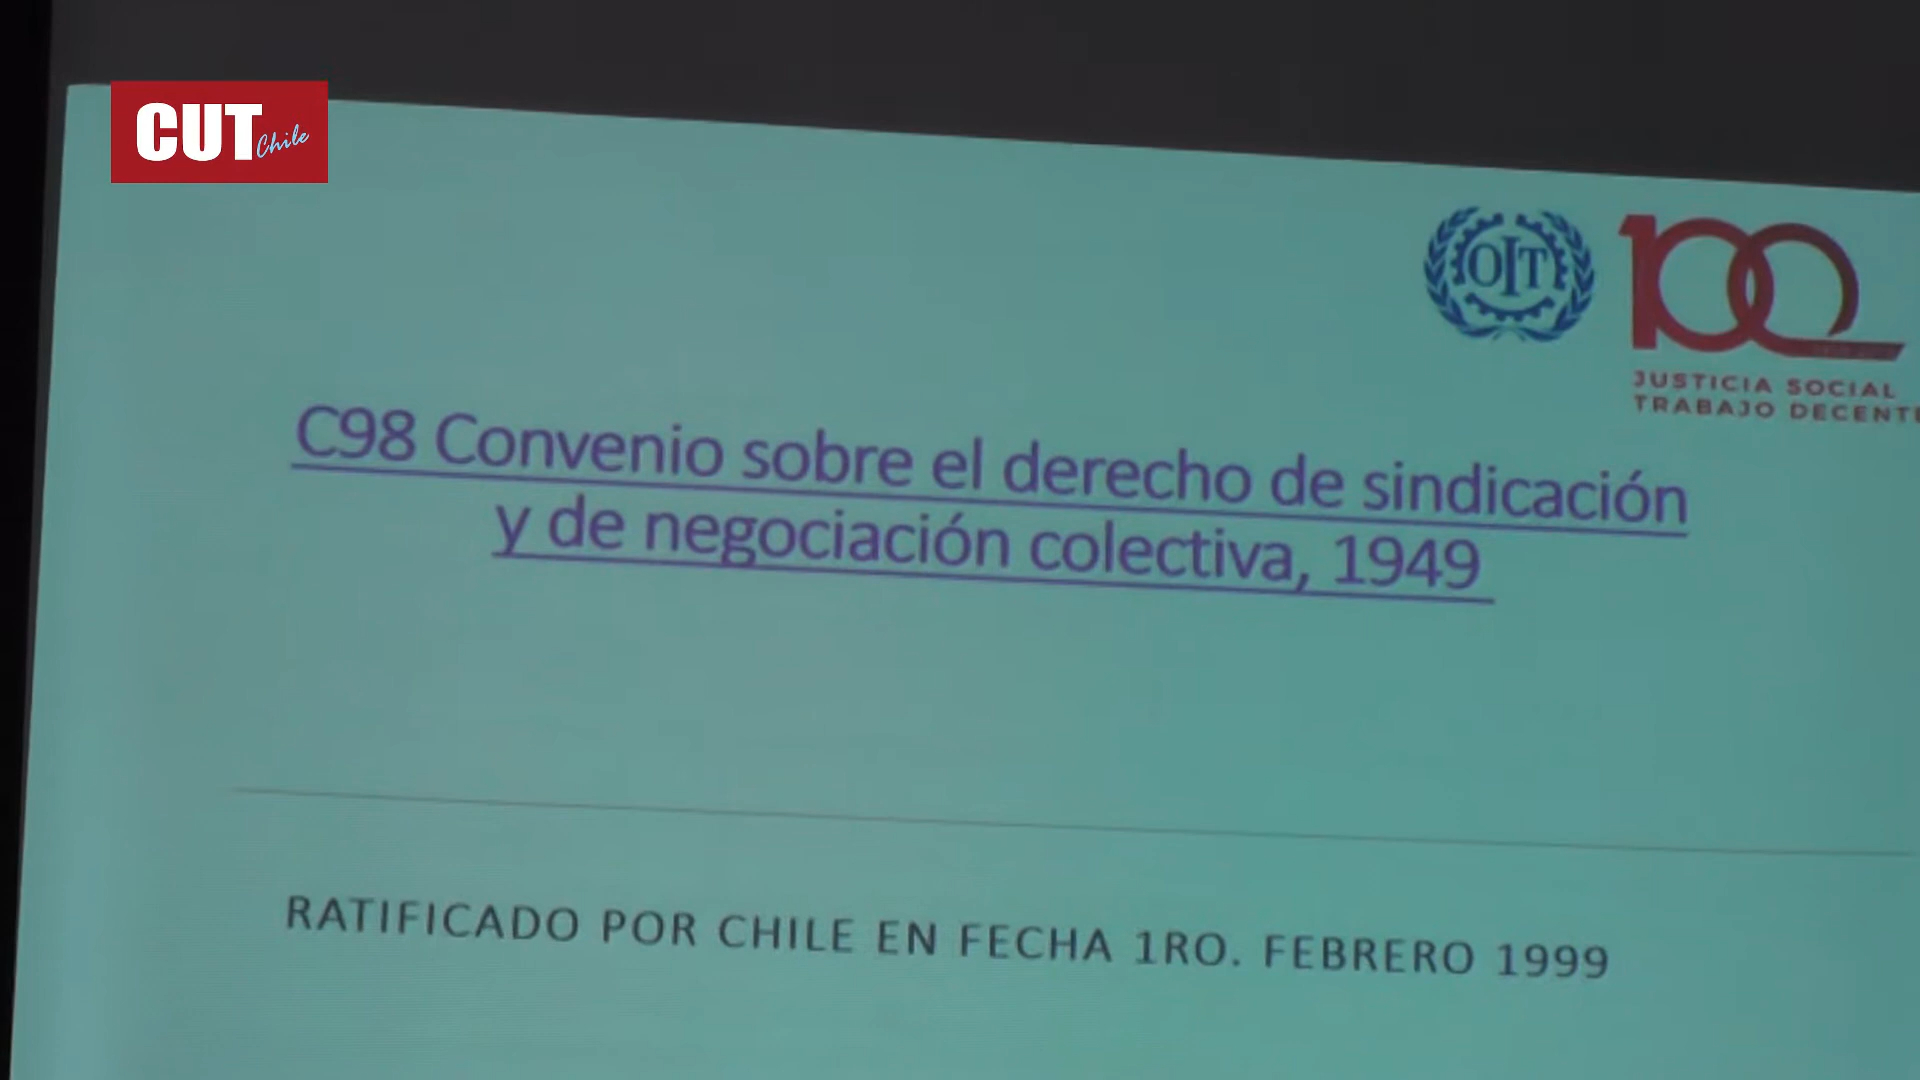 CUT Chile
OIT
100
JUSTICIA SOCIAL
TRABAJO DECENTE
C98 Convenio sobre el derecho de sindicación
y de negociación colectiva, 1949
RATIFICADO POR CHILE EN FECHA 1RO. FEBRERO 1999